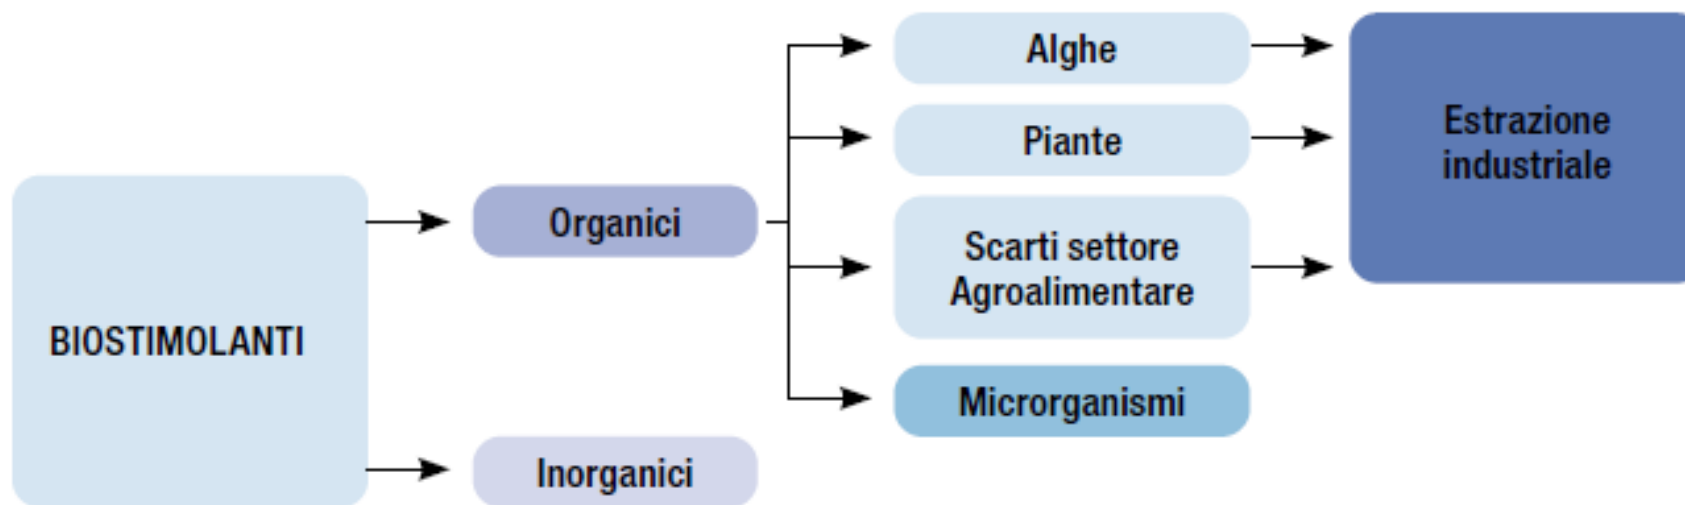 BIOSTIMOLANTI
Organici
Inorganici
Alghe
Piante
Scarti settore
Agroalimentare
Microrganismi
Estrazione
industriale